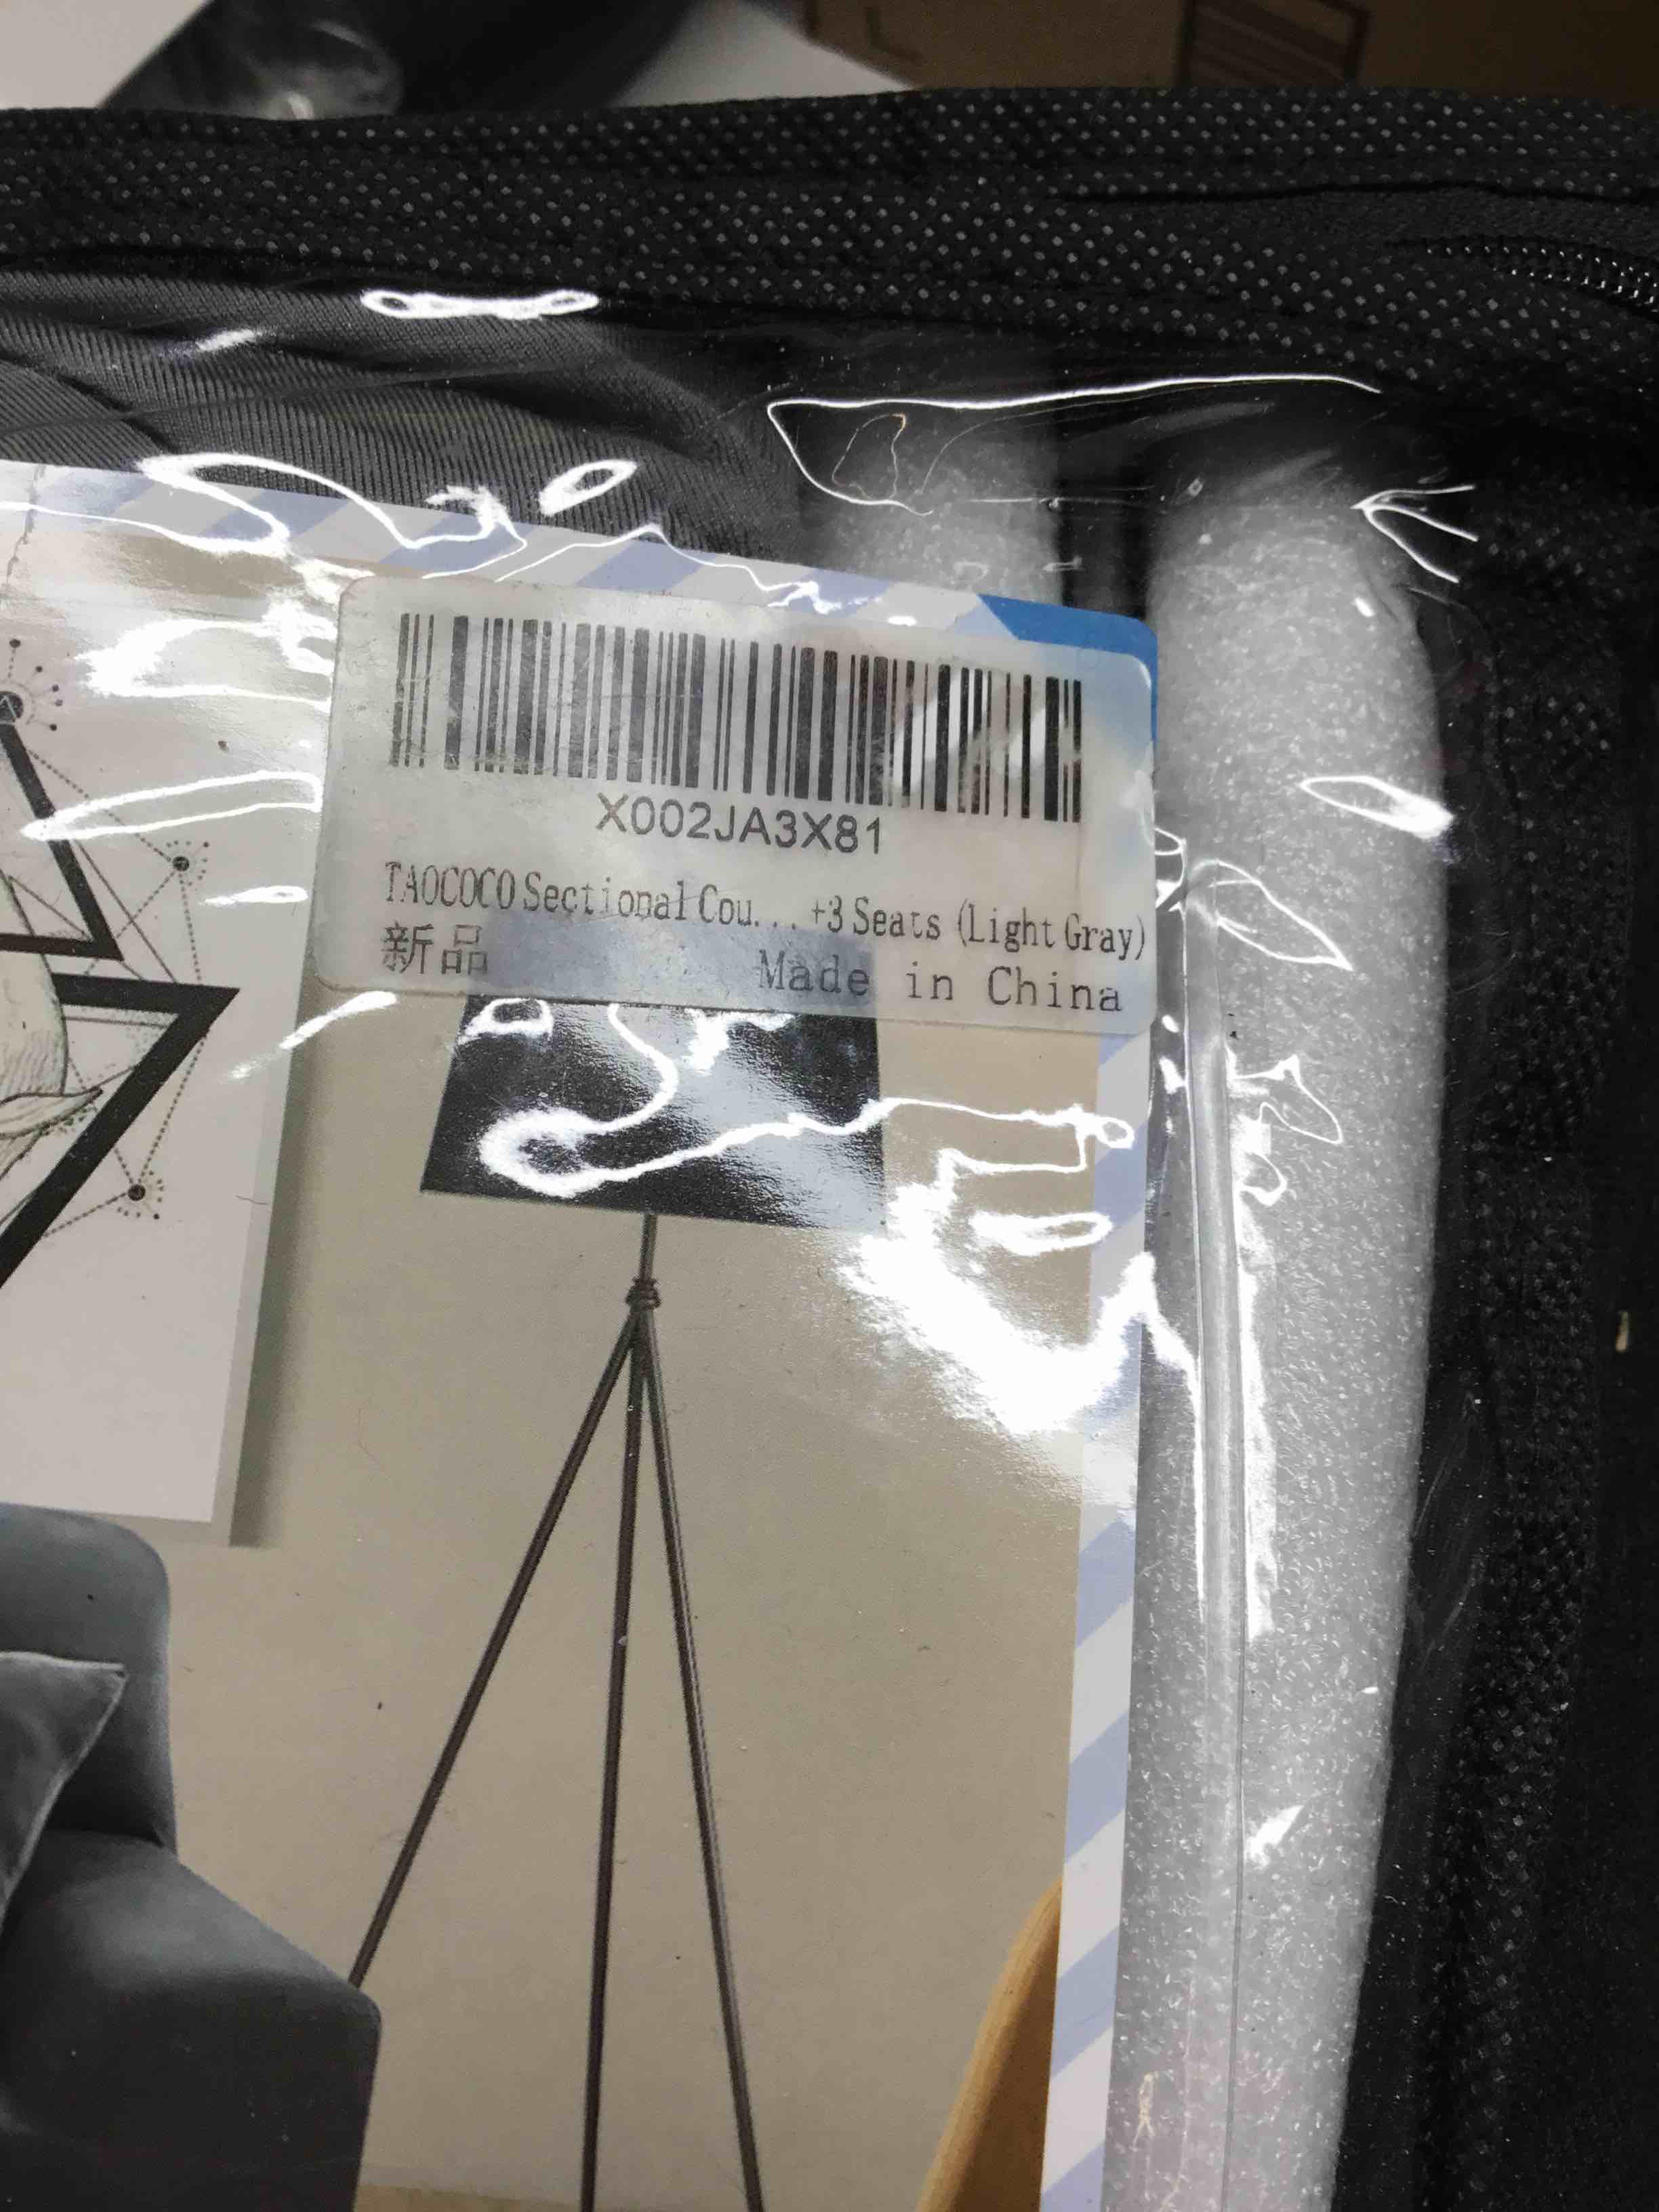 X002JA3X81
TAOCOCO Sectional Cou... +3 Seats (Light Gray)
新品
Made in China